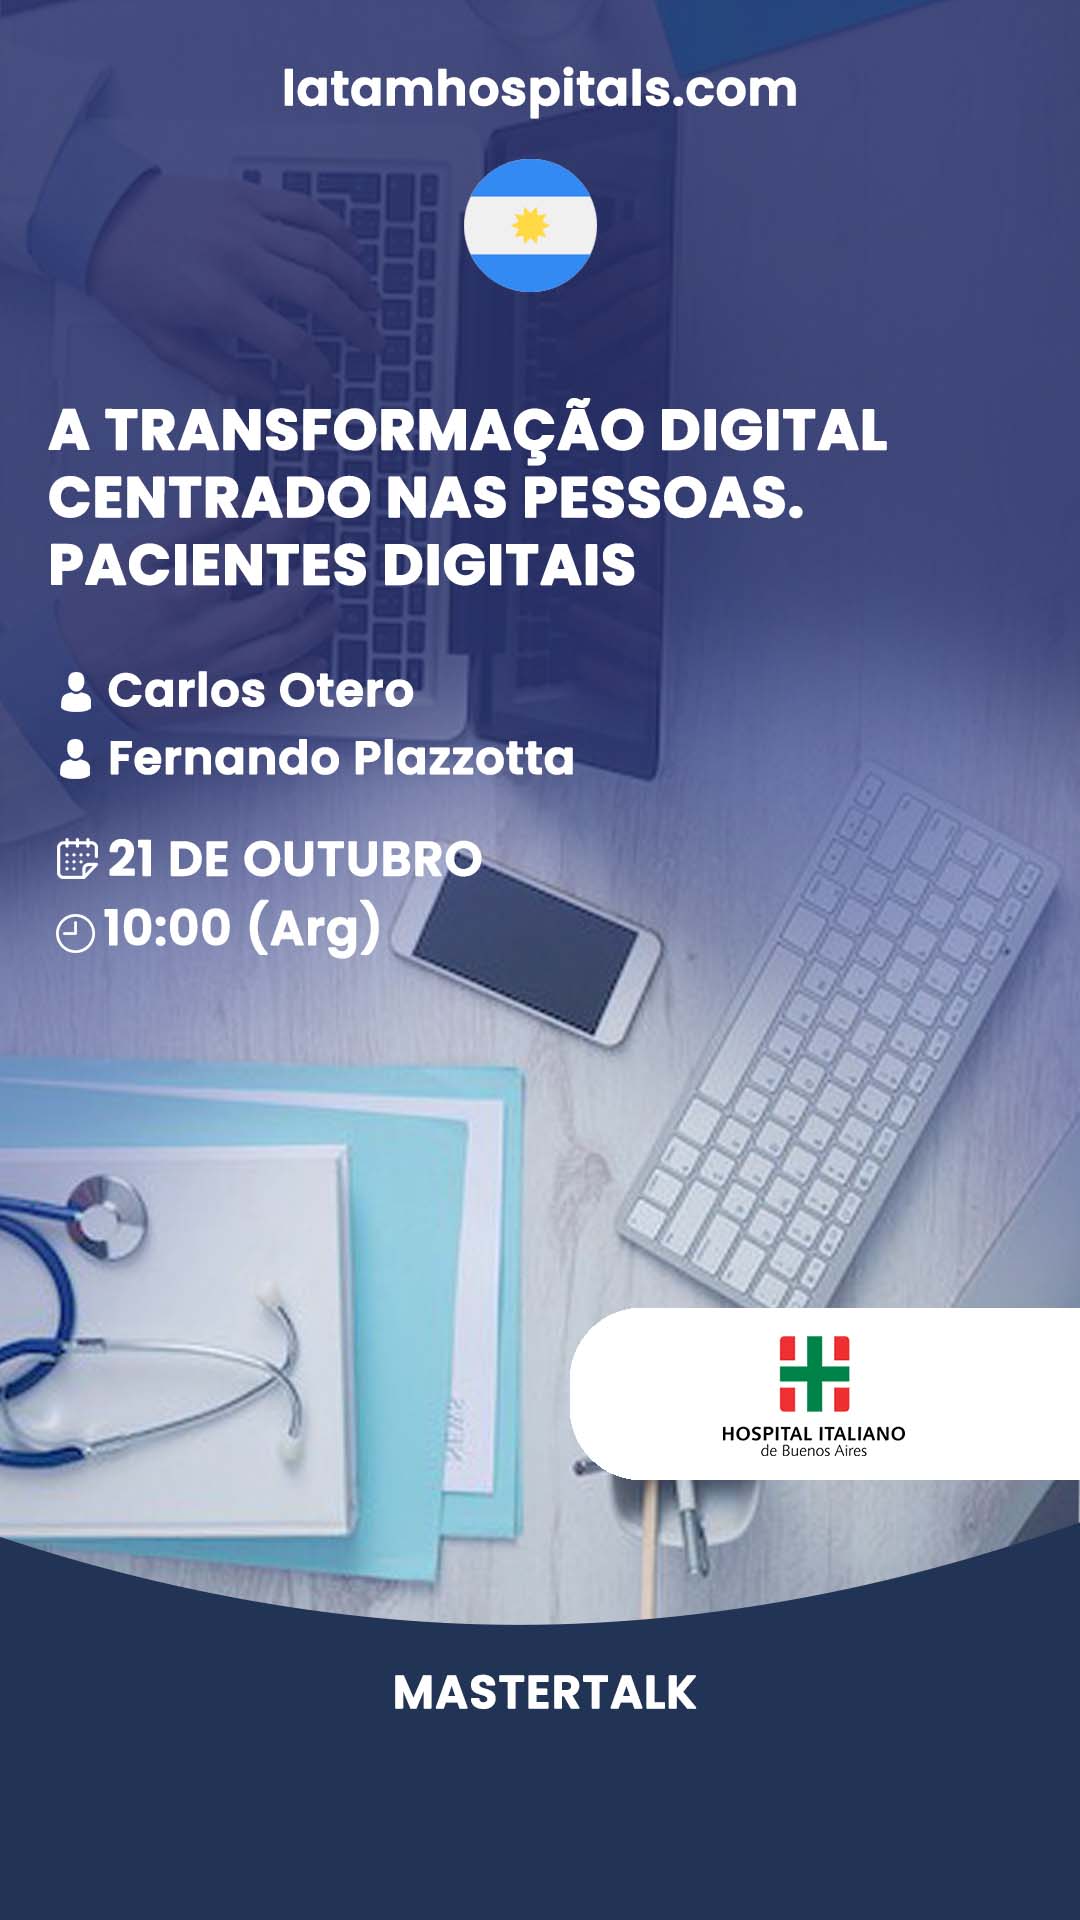 latamhospitals.com
A TRANSFORMAÇÃO DIGITAL
CENTRADO NAS PESSOAS.
PACIENTES DIGITAIS
Carlos Otero
Fernando Plazzotta
21 DE OUTUBRO
10:00 (Arg)
HOSPITAL ITALIANO
de Buenos Aires
MASTERTALK